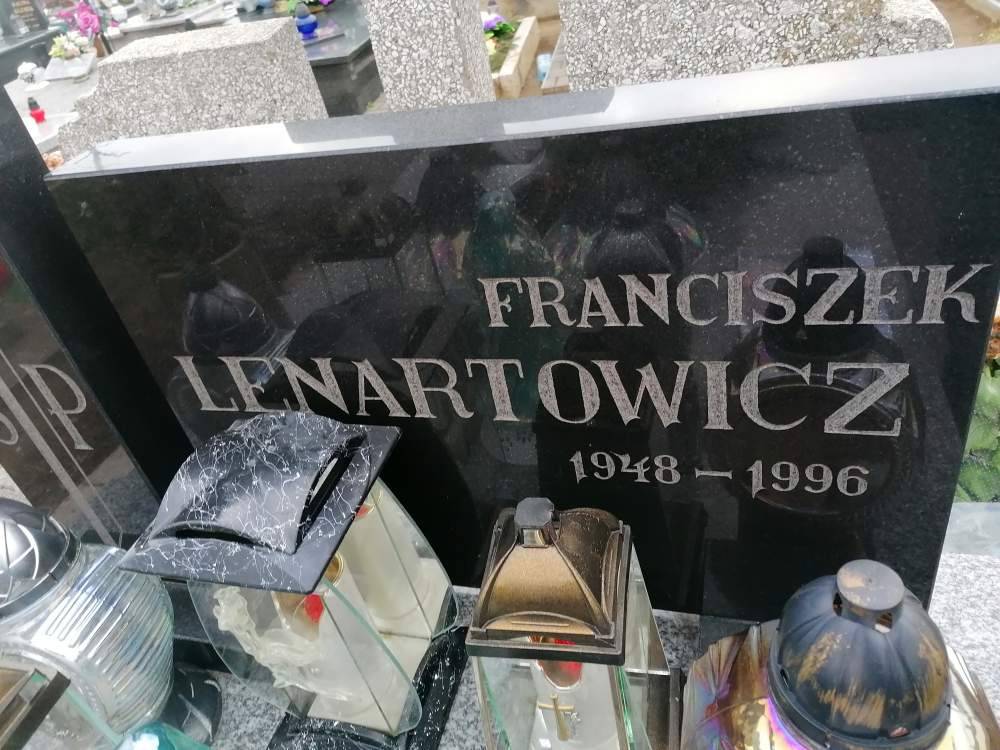 FRANCISZEK
LENARTOWICZ
1948 – 1996
P